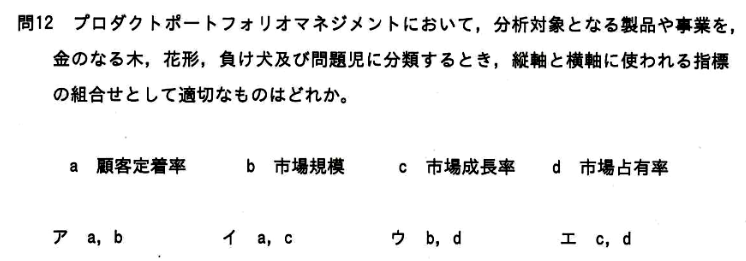 問12 プロダクトポートフォリオマネジメントにおいて，分析対象となる製品や事業を，
金のなる木，花形，負け犬及び問題児に分類するとき，縦軸と横軸に使われる指標
の組合せとして適切なものはどれか。
a 顧客定着率 b 市場規模 c 市場成長率 d 市場占有率
ア a，b イ a，c ウ b，d エ c，d